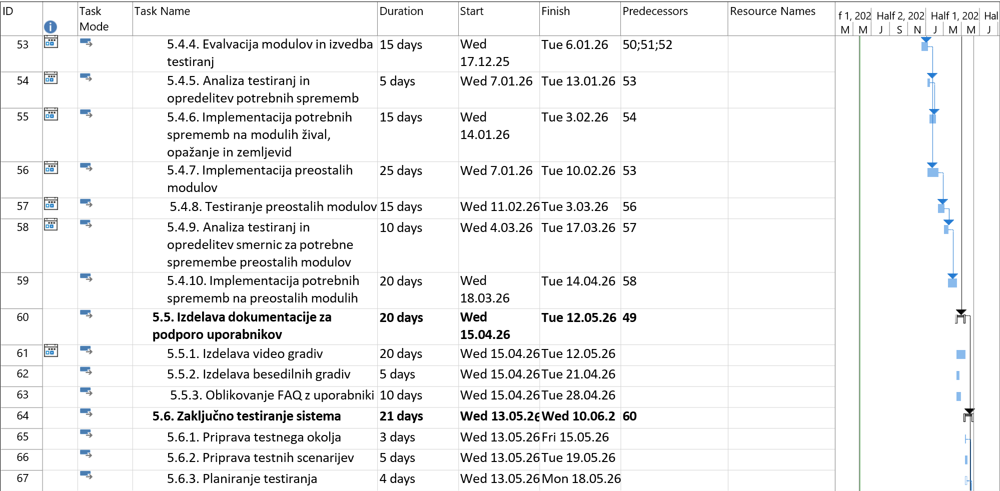 ID Task Mode Task Name Duration Start Finish Predecessors Resource Names
f 1, 202 Half 2, 202 Half 1, 202 Hal
M M J S N J M M J
53 5.4.4. Evalvacija modulov in izvedba testiranj 15 days Wed 17.12.25 Tue 6.01.26 50;51;52
54 5.4.5. Analiza testiranj in opredelitev potrebnih sprememb 5 days Wed 7.01.26 Tue 13.01.26 53
55 5.4.6. Implementacija potrebnih sprememb na modulih žival, opažanje in zemljevid 15 days Wed 14.01.26 Tue 3.02.26 54
56 5.4.7. Implementacija preostalih modulov 25 days Wed 7.01.26 Tue 10.02.26 53
57 5.4.8. Testiranje preostalih modulov 15 days Wed 11.02.26 Tue 3.03.26 56
58 5.4.9. Analiza testiranj in opredelitev smernic za potrebne spremembe preostalih modulov 10 days Wed 4.03.26 Tue 17.03.26 57
59 5.4.10. Implementacija potrebnih sprememb na preostalih modulih 20 days Wed 18.03.26 Tue 14.04.26 58
60 5.5. Izdelava dokumentacije za podporo uporabnikov 20 days Wed 15.04.26 Tue 12.05.26 49
61 5.5.1. Izdelava video gradiv 20 days Wed 15.04.26 Tue 12.05.26
62 5.5.2. Izdelava besedilnih gradiv 5 days Wed 15.04.26 Tue 21.04.26
63 5.5.3. Oblikovanje FAQ z uporabniki 10 days Wed 15.04.26 Tue 28.04.26
64 5.6. Zaključno testiranje sistema 21 days Wed 13.05.26 Wed 10.06.2 60
65 5.6.1. Priprava testnega okolja 3 days Wed 13.05.26 Fri 15.05.26
66 5.6.2. Priprava testnih scenarijev 5 days Wed 13.05.26 Tue 19.05.26
67 5.6.3. Planiranje testiranja 4 days Wed 13.05.26 Mon 18.05.26